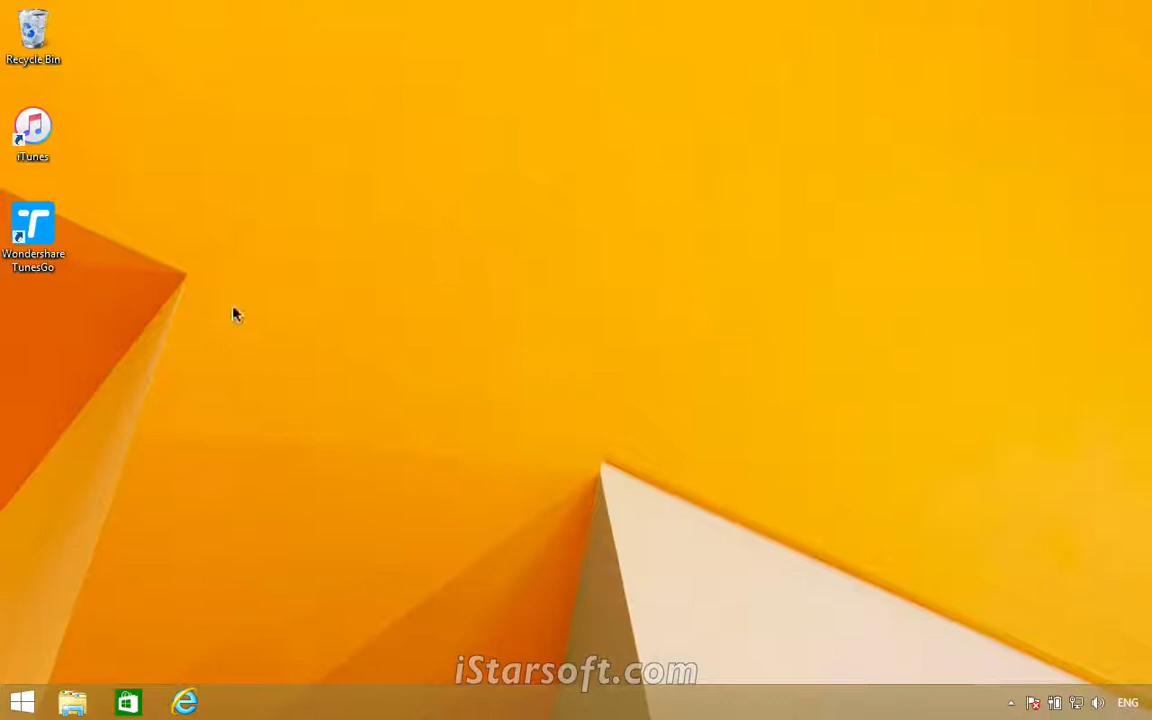 Recycle Bin
iTunes
Wondershare
TunesGo
iStarsoft.com
ENG